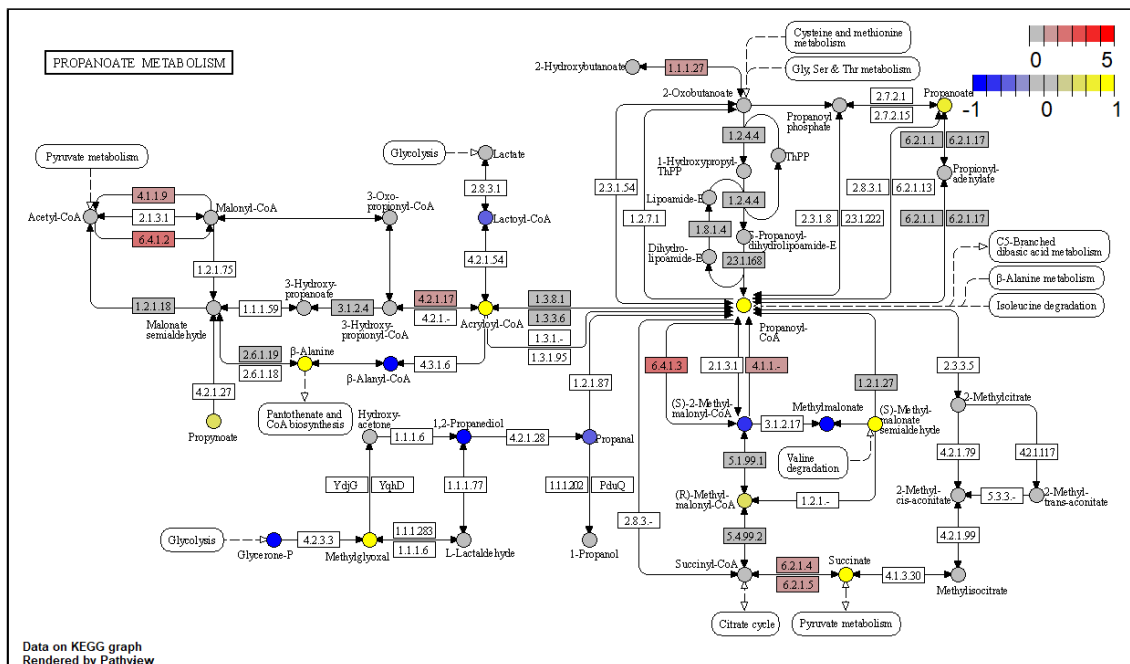 PROPANOATE METABOLISM
Cysteine and methionine
metabolism
2-Hydroxybutanoate
1.1.1.27
Gly, Ser & Thr metabolism
0
5
-1
0
1
2-Oxobutanoate
Propanoyl
phosphate
2.7.2.1
2.7.2.15
Propanoate
1.2.4.4
6.2.1.1
6.2.1.17
Pyruvate metabolism
Glycolysis
Lactate
ThPP
1-Hydroxypropyl-
ThPP
Propionyl-
adenylate
4.1.1.9
2.8.3.1
2.3.1.54
Lipoamide-E
1.2.4.4
2.8.3.1
6.2.1.13
Acetyl-CoA
2.1.3.1
Malonyl-CoA
3-Oxo-
propionyl-CoA
Lactoyl-CoA
1.2.7.1
1.8.1.4
2.3.1.8
2.3.1.222
6.2.1.1
6.2.1.17
6.4.1.2
Dihydro-
lipoamide-E
S-Propanoyl-
dihydrolipoamide-E
2.3.1.168
C5-Branched
dibasic acid metabolism
1.2.1.75
4.2.1.54
β-Alanine metabolism
1.2.1.18
Malonate
semialdehyde
1.1.1.59
3-Hydroxy-
propanoate
3.1.2.4
3-Hydroxy-
propionyl-CoA
4.2.1.17
4.2.1.-
Acryloyl-CoA
1.3.8.1
1.3.3.6
1.3.1.-
1.3.1.95
Propanoyl-
CoA
Isoleucine degradation
2.6.1.19
2.6.1.18
β-Alanine
β-Alanyl-CoA
4.3.1.6
6.4.1.3
2.1.3.1
4.1.1.-
2.3.3.5
4.2.1.27
1.2.1.87
1.2.1.27
Propynoate
Pantothenate and
CoA biosynthesis
Hydroxy-
acetone
1,2-Propanediol
(S)-2-Methyl-
malonyl-CoA
Methylmalonate
(S)-Methyl-
malonate
semialdehyde
2-Methylcitrate
1.1.1.6
4.2.1.28
Propanal
3.1.2.17
Valine
degradation
5.1.99.1
4.2.1.79
4.2.1.117
YdjG
YqhD
1.1.1.77
1.1.1.202
PduQ
(R)-Methyl-
malonyl-CoA
1.2.1.-
2-Methyl-
cis-aconitate
5.3.3.-
2-Methyl-
trans-aconitate
Glycolysis
Glycerone-P
4.2.3.3
Methylglyoxal
1.1.1.283
1.1.1.6
L-Lactaldehyde
1-Propanol
2.8.3.-
5.4.99.2
4.2.1.99
Succinyl-CoA
6.2.1.4
6.2.1.5
Succinate
4.1.3.30
Methylisocitrate
Citrate cycle
Pyruvate metabolism
Data on KEGG graph
Rendered by Pathview